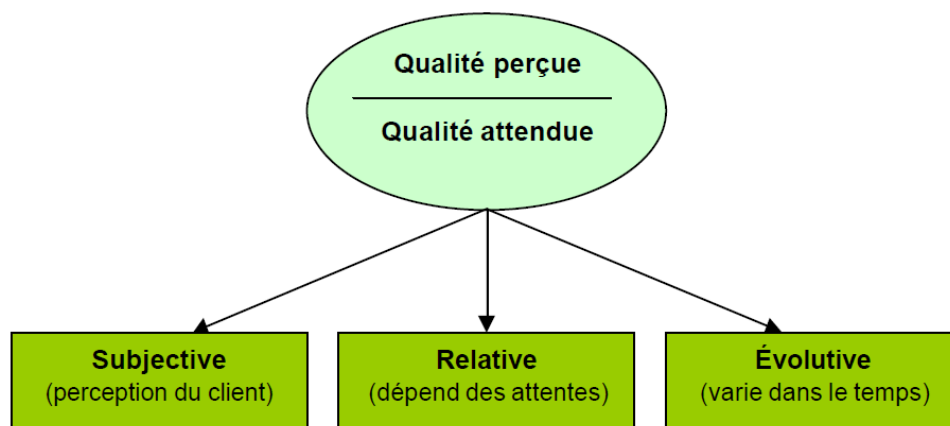 Qualité perçue
Qualité attendue
Subjective
(perception du client)
Relative
(dépend des attentes)
Évolutive
(varie dans le temps)